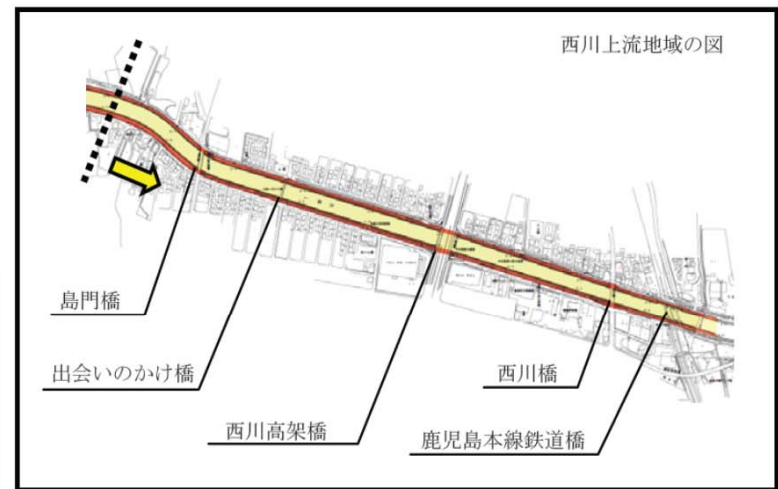 西川上流地域の図
島門橋
出会いのかけ橋
西川高架橋
西川橋
鹿児島本線鉄道橋